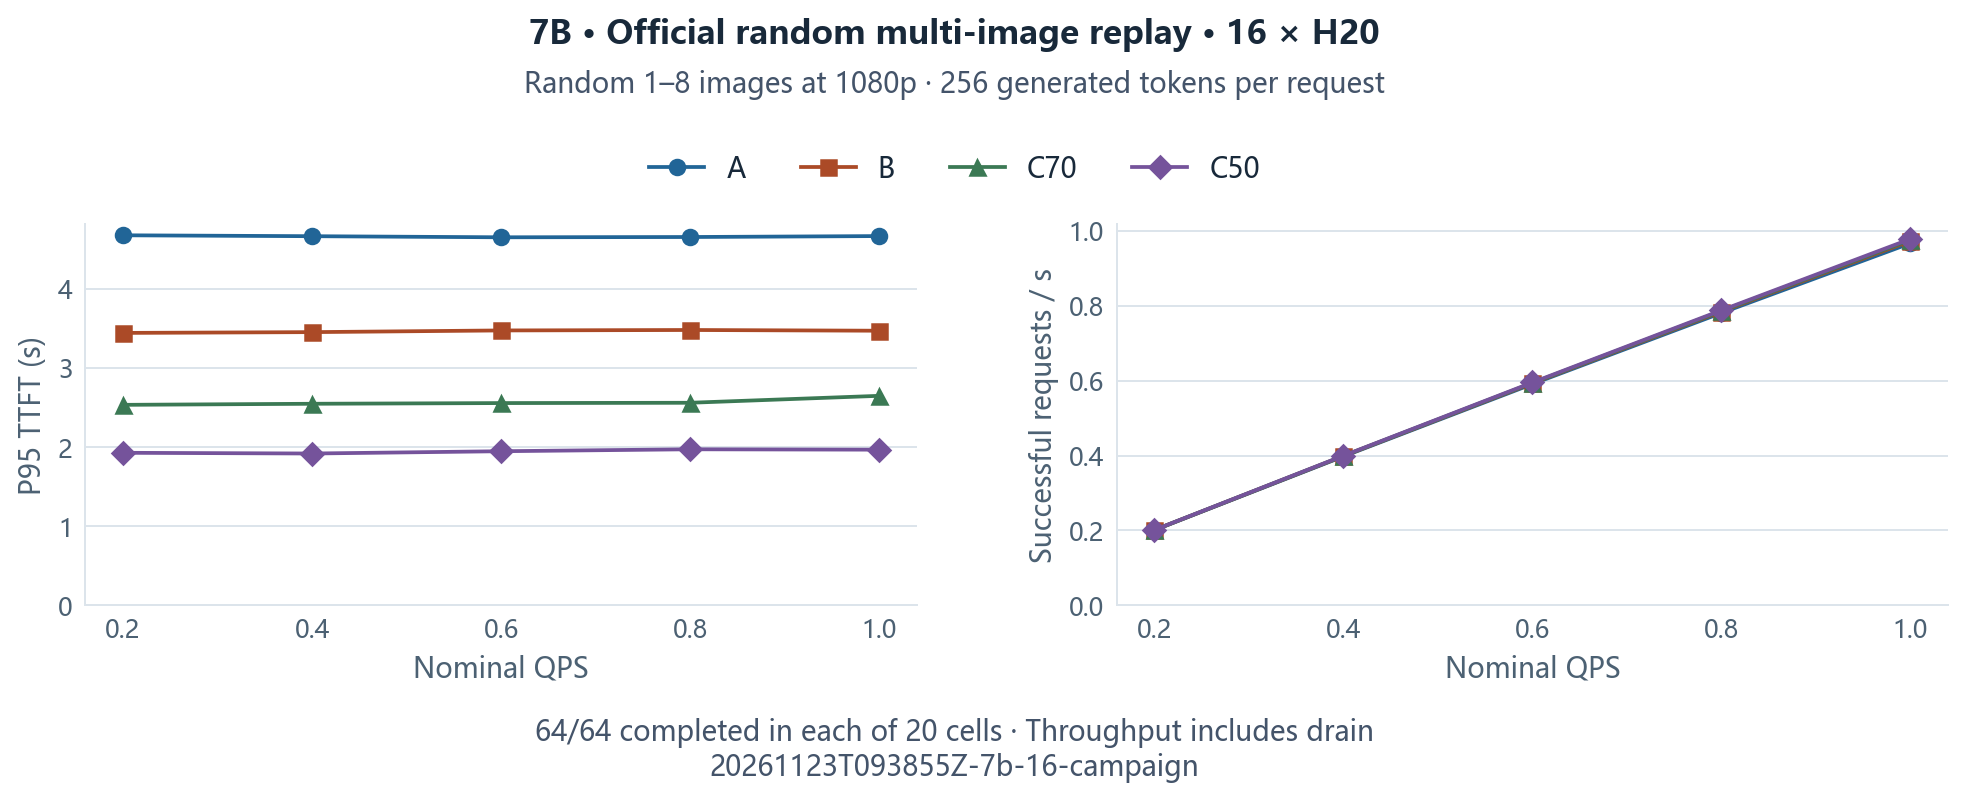 7B • Official random multi-image replay • 16 × H20
Random 1–8 images at 1080p · 256 generated tokens per request
A
B
C70
C50
P95 TTFT (s)
4
3
2
1
0
0.2
0.4
0.6
0.8
1.0
Nominal QPS
Successful requests / s
1.0
0.8
0.6
0.4
0.2
0.0
0.2
0.4
0.6
0.8
1.0
Nominal QPS
64/64 completed in each of 20 cells · Throughput includes drain
20261123T093855Z-7b-16-campaign